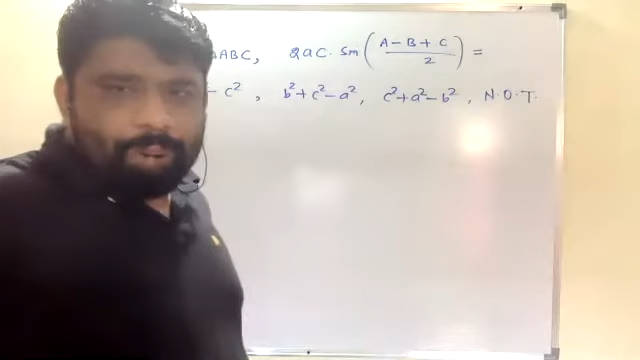 ABC, 2ac. Sin ( A - B + C / 2 ) =
- c², b²+c²-a², c²+a²-b², N.O.T.